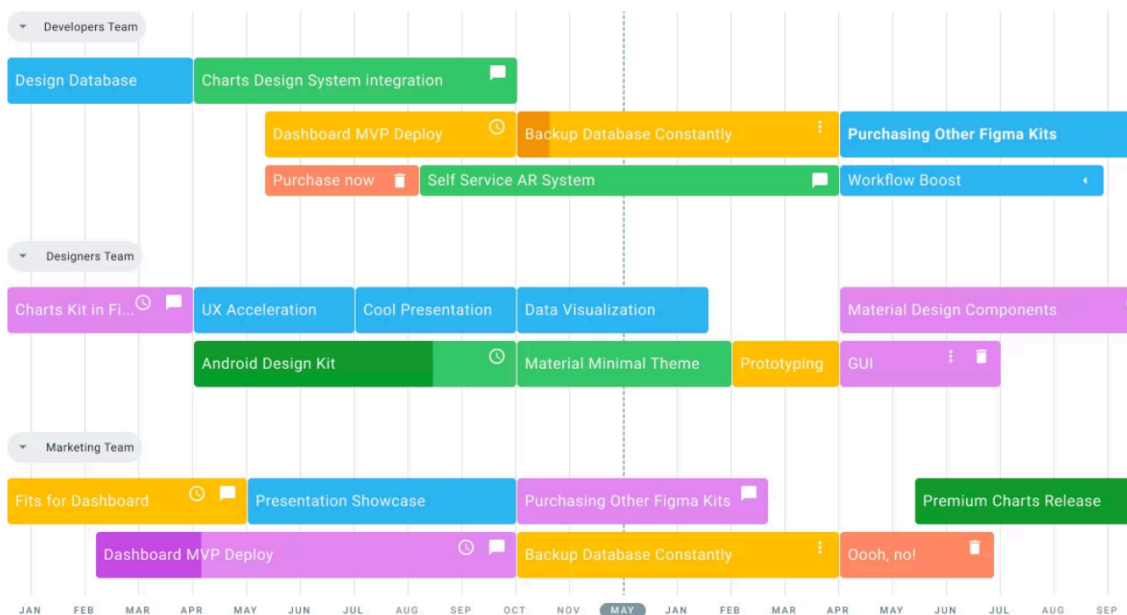 Developers Team
Design Database
Charts Design System integration
Dashboard MVP Deploy
Backup Database Constantly
Purchasing Other Figma Kits
Purchase now
Self Service AR System
Workflow Boost
Designers Team
Charts Kit in Fi...
UX Acceleration
Cool Presentation
Data Visualization
Material Design Components
Android Design Kit
Material Minimal Theme
Prototyping
GUI
Marketing Team
Fits for Dashboard
Presentation Showcase
Purchasing Other Figma Kits
Premium Charts Release
Dashboard MVP Deploy
Backup Database Constantly
Oooh, no!
JAN FEB MAR APR MAY JUN JUL AUG SEP OCT NOV MAY JAN FEB MAR APR MAY JUN JUL AUG SEP